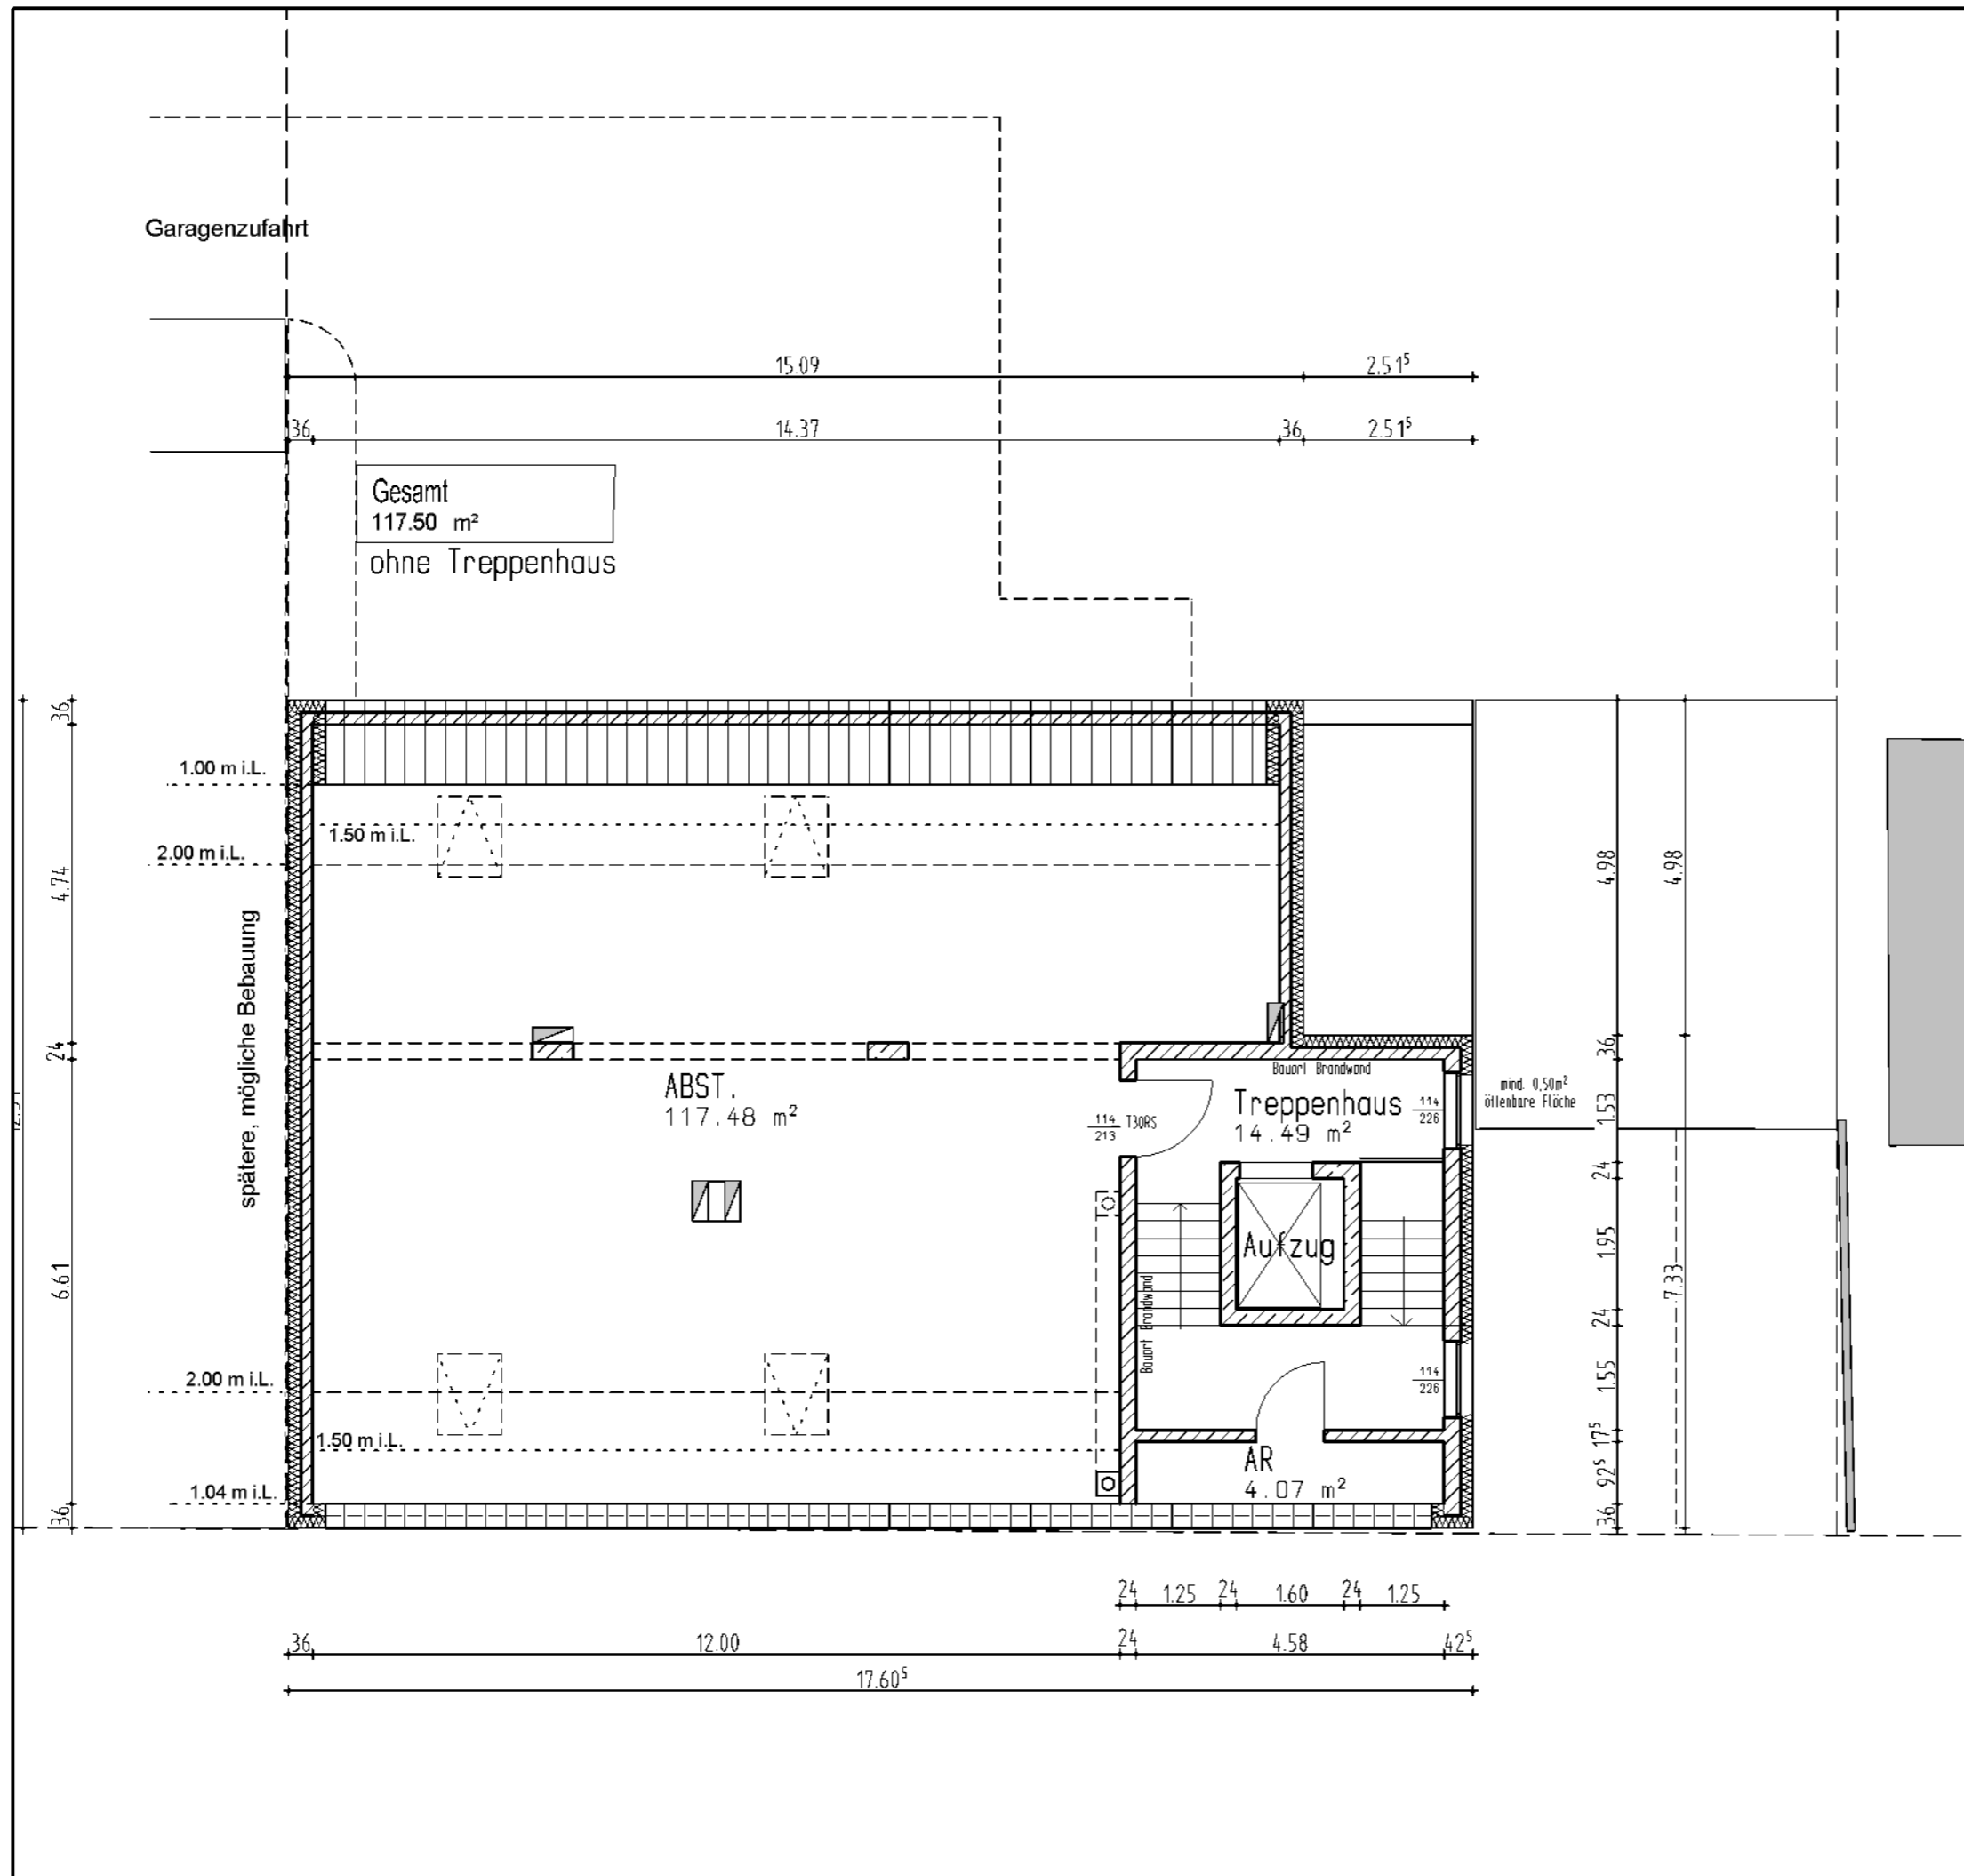 Garagenzufahrt
15.09
2.51⁵
36
14.37
36
2.51⁵
Gesamt
117.50 m²
ohne Treppenhaus
36
1.00 m i.L.
1.50 m i.L.
2.00 m i.L.
4.74
4.98
4.98
spätere, mögliche Bebauung
24
36
Bauart Brandwand
ABST.
117.48 m²
Treppenhaus
14.49 m²
114
226
114
213
T30RS
mind. 0,50m²
öffenbare Fläche
1.53
24
Aufzug
1.95
6.61
7.33
Bauart Brandwand
24
2.00 m i.L.
114
226
1.55
1.50 m i.L.
17⁵
AR
4.07 m²
92⁵
1.04 m i.L.
36
36
24
1.25
24
1.60
24
1.25
36
12.00
24
4.58
42⁵
17.60⁵